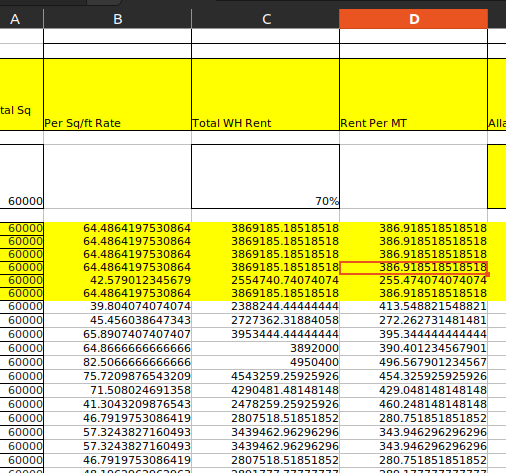 A B C D
tal Sq Per Sq/ft Rate Total WH Rent Rent Per MT Alla
60000 70%
60000 64.4864197530864 3869185.18518518 386.918518518518
60000 64.4864197530864 3869185.18518518 386.918518518518
60000 64.4864197530864 3869185.18518518 386.918518518518
60000 64.4864197530864 3869185.18518518 386.918518518518
60000 42.579012345679 2554740.74074074 255.474074074074
60000 64.4864197530864 3869185.18518518 386.918518518518
60000 39.804074074074 2388244.44444444 413.548821548821
60000 45.456038647343 2727362.31884058 272.262731481481
60000 65.8907407407407 3953444.44444444 395.344444444444
60000 64.8666666666666 3892000 390.401234567901
60000 82.5066666666666 4950400 496.567901234567
60000 75.7209876543209 4543259.25925926 454.325925925926
60000 71.508024691358 4290481.48148148 429.048148148148
60000 41.3043209876543 2478259.25925926 460.248148148148
60000 46.7919753086419 2807518.51851852 280.751851851852
60000 57.3243827160493 3439462.96296296 343.946296296296
60000 57.3243827160493 3439462.96296296 343.946296296296
60000 46.7919753086419 2807518.51851852 280.751851851852